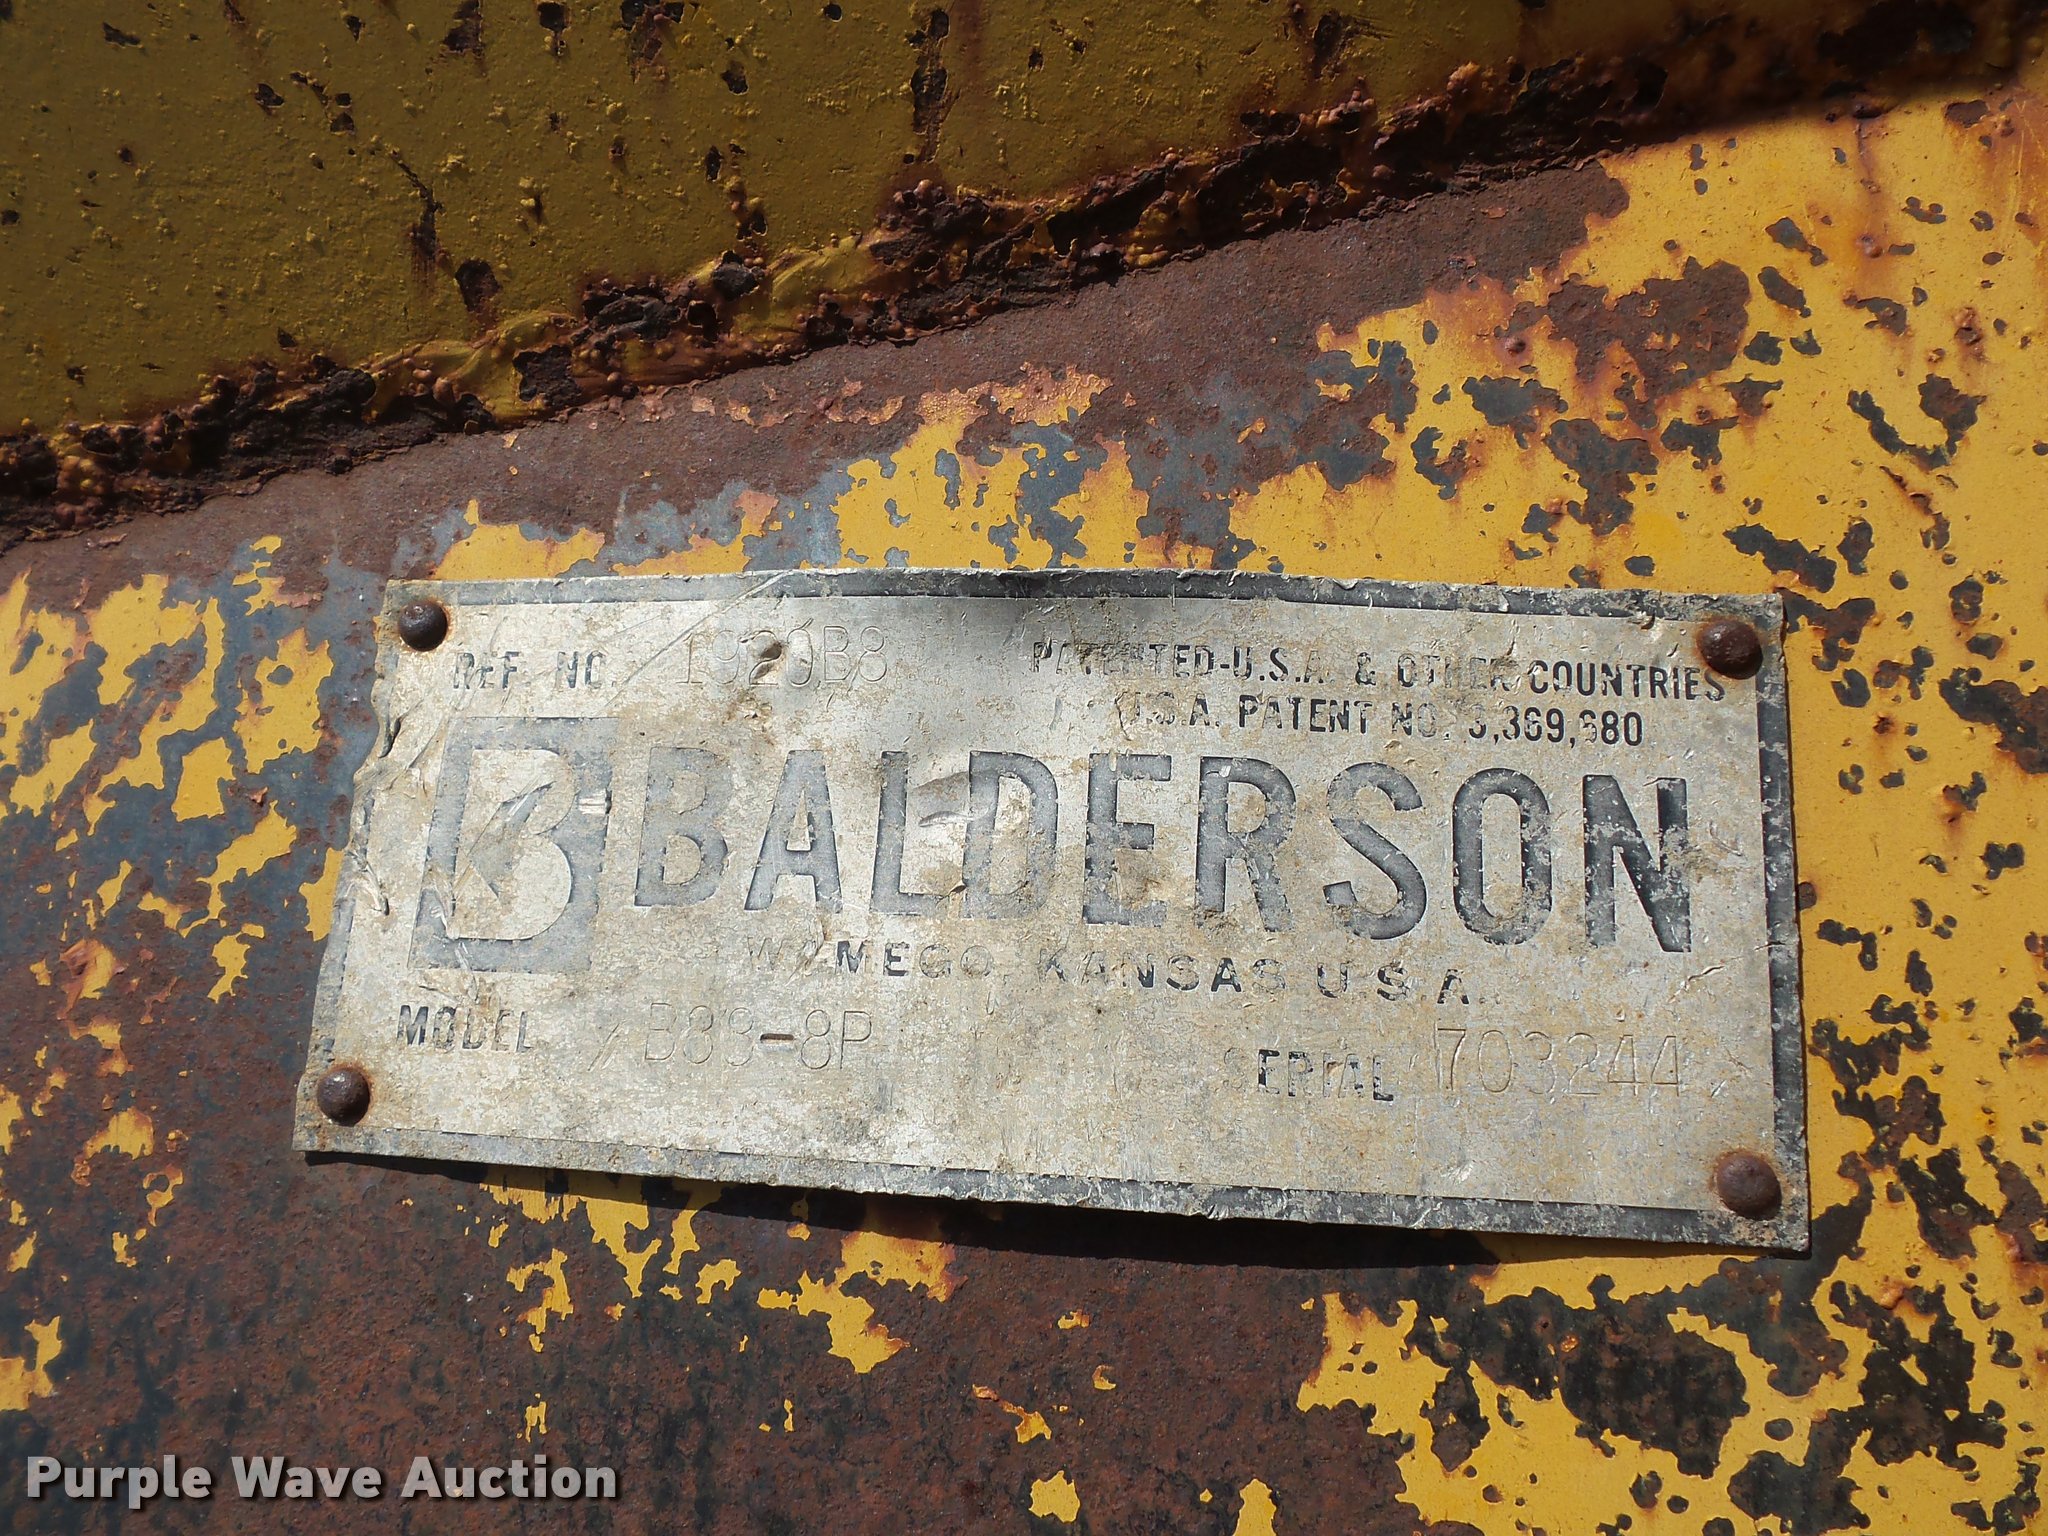 REF. NO. 1920B8
PATENTED-U.S.A. & OTHER COUNTRIES
U.S.A. PATENT NO. 3,369,680
B BALDERSON
WAMEGO, KANSAS U.S.A.
MODEL B89-8P
SERIAL 703244
Purple Wave Auction